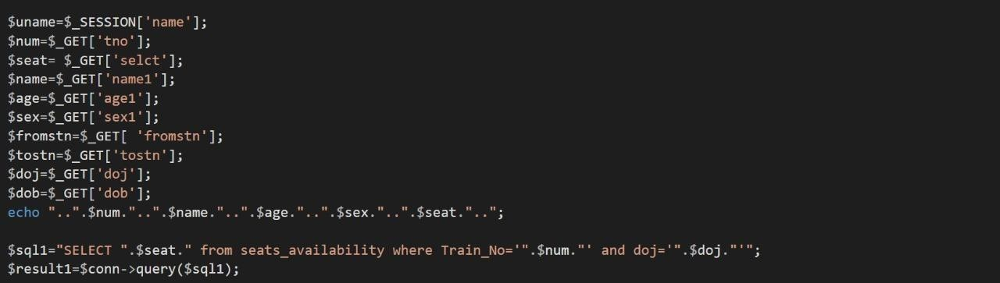 $uname=$_SESSION['name'];
$num=$_GET['tno'];
$seat= $_GET['selct'];
$name=$_GET['name1'];
$age=$_GET['age1'];
$sex=$_GET['sex1'];
$fromstn=$_GET[ 'fromstn'];
$tostn=$_GET['tostn'];
$doj=$_GET['doj'];
$dob=$_GET['dob'];
echo "..".$num."..".$name."..".$age."..".$sex."..".$seat."..";
$sql1="SELECT ".$seat." from seats_availability where Train_No='".$num."' and doj='".$doj."'";
$result1=$conn->query($sql1);